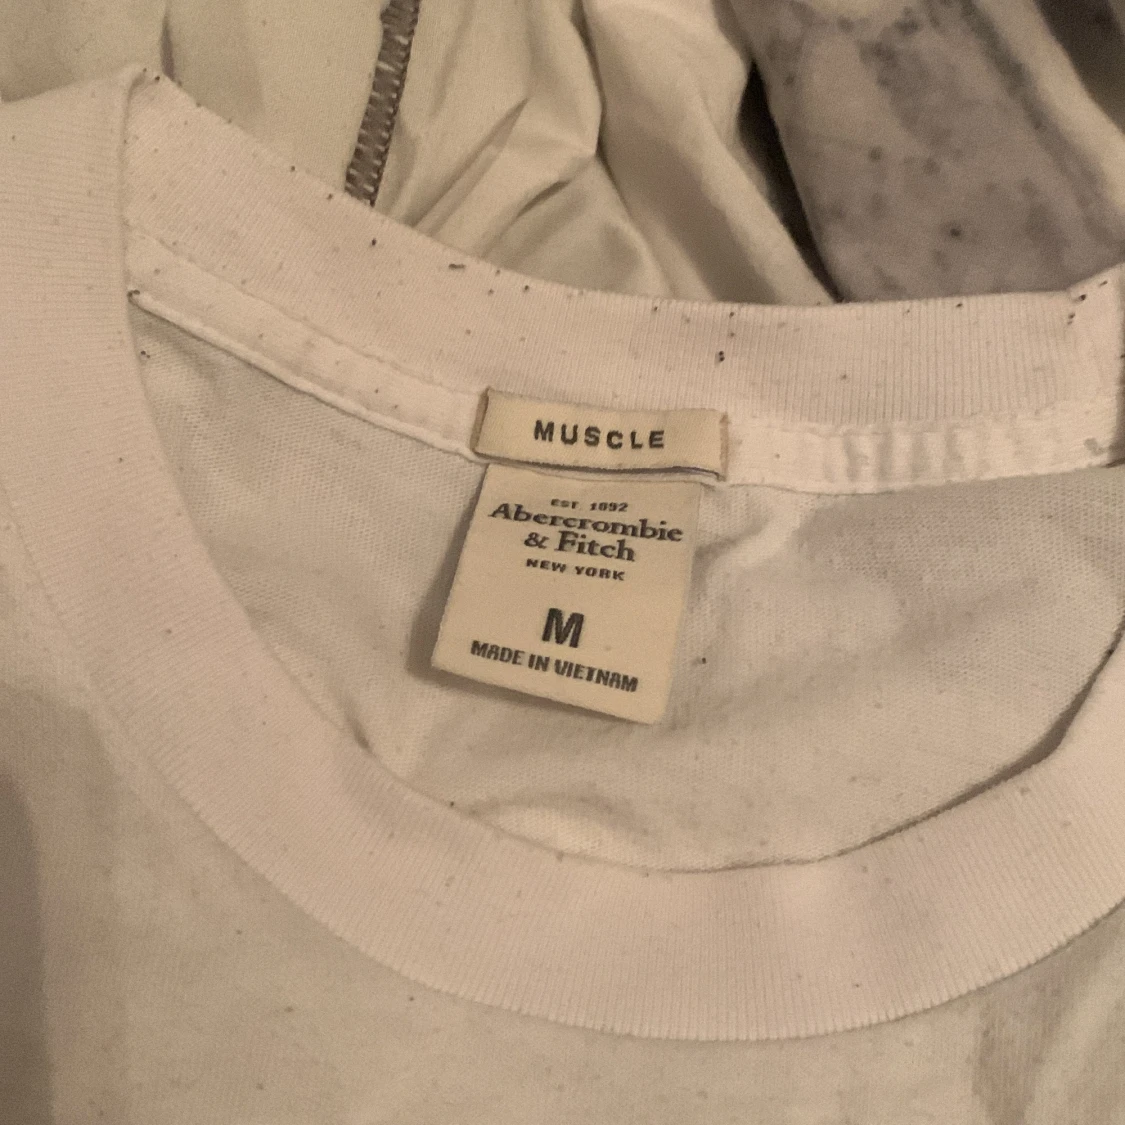 MUSCLE
EST. 1892
Abercrombie
& Fitch
NEW YORK
M
MADE IN VIETNAM